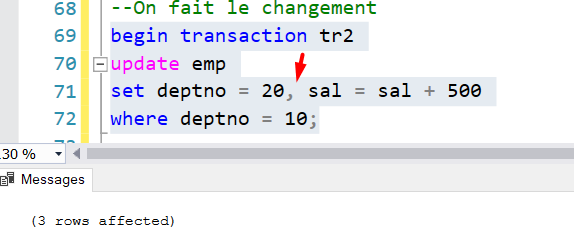 68 --On fait le changement
69 begin transaction tr2
70 update emp
71 set deptno = 20, sal = sal + 500
72 where deptno = 10;
.30 %
Messages
(3 rows affected)